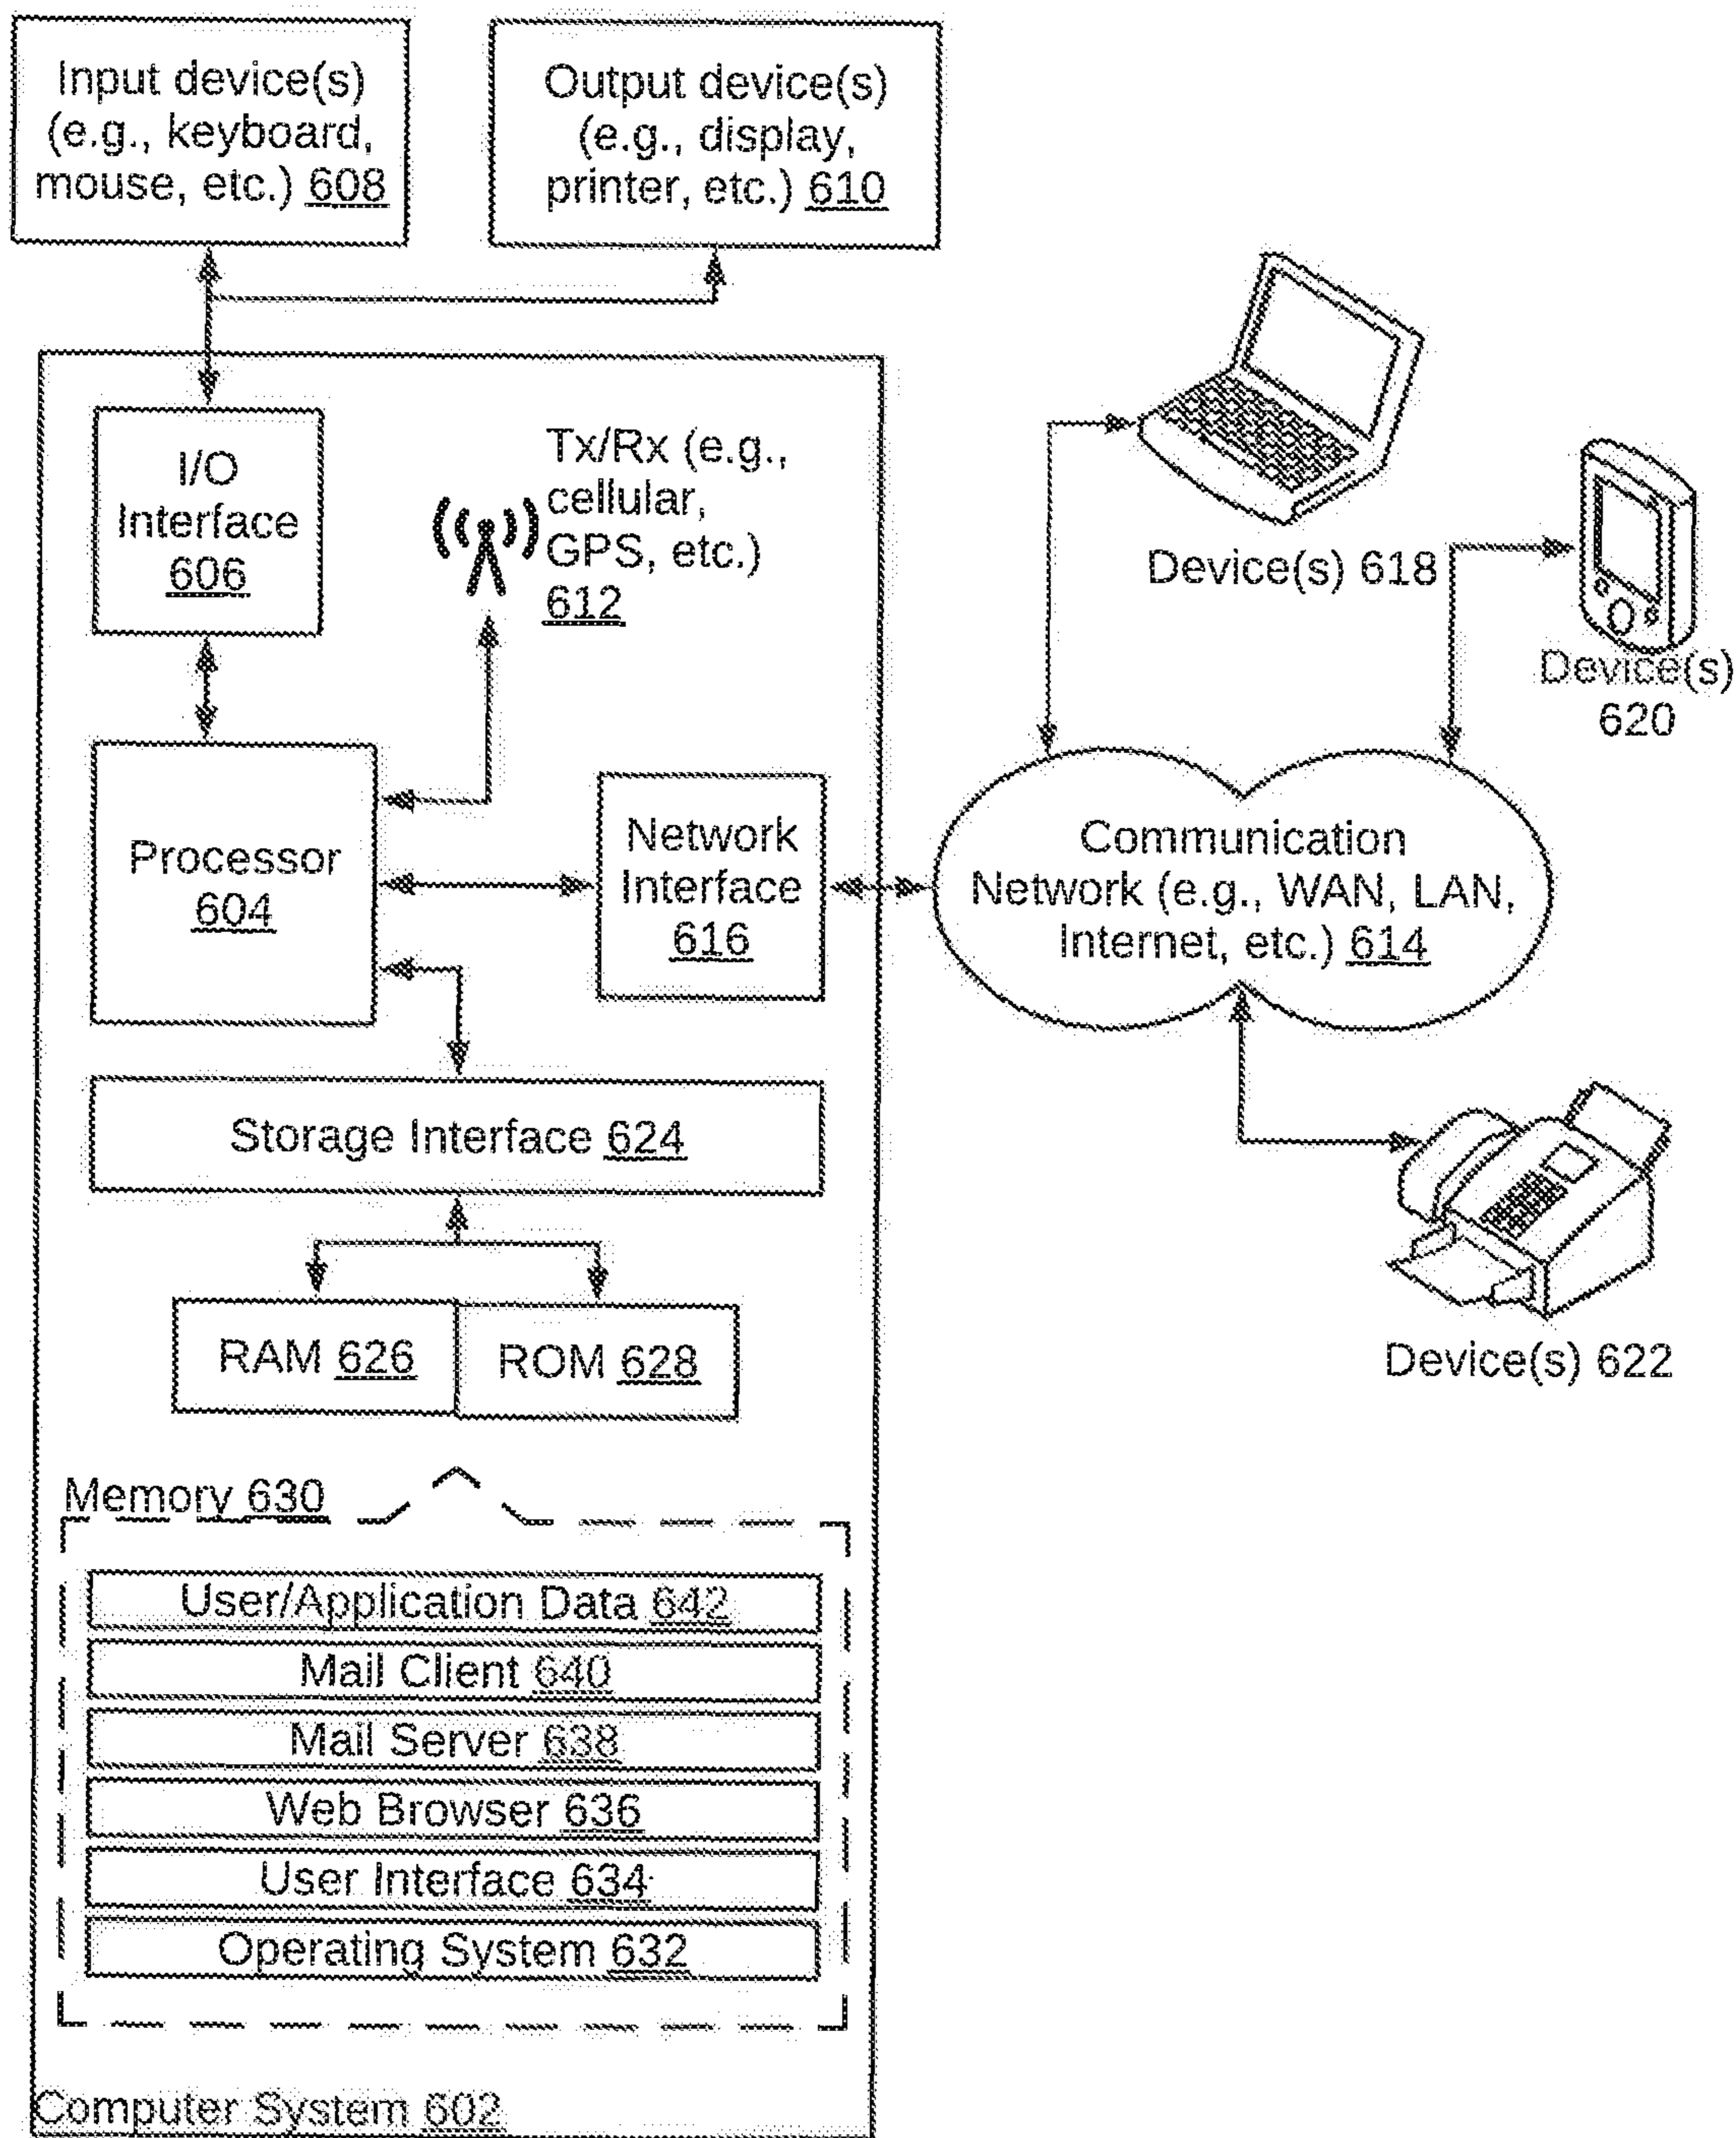 Input device(s)
(e.g., keyboard,
mouse, etc.) 608
Output device(s)
(e.g., display,
printer, etc.) 610
I/O
Interface
606
Tx/Rx (e.g.,
cellular,
GPS, etc.)
612
Device(s) 618
Device(s)
620
Processor
604
Network
Interface
616
Communication
Network (e.g., WAN, LAN,
Internet, etc.) 614
Storage Interface 624
RAM 626
ROM 628
Device(s) 622
Memory 630
User/Application Data 642
Mail Client 640
Mail Server 638
Web Browser 636
User Interface 634
Operating System 632
Computer System 602